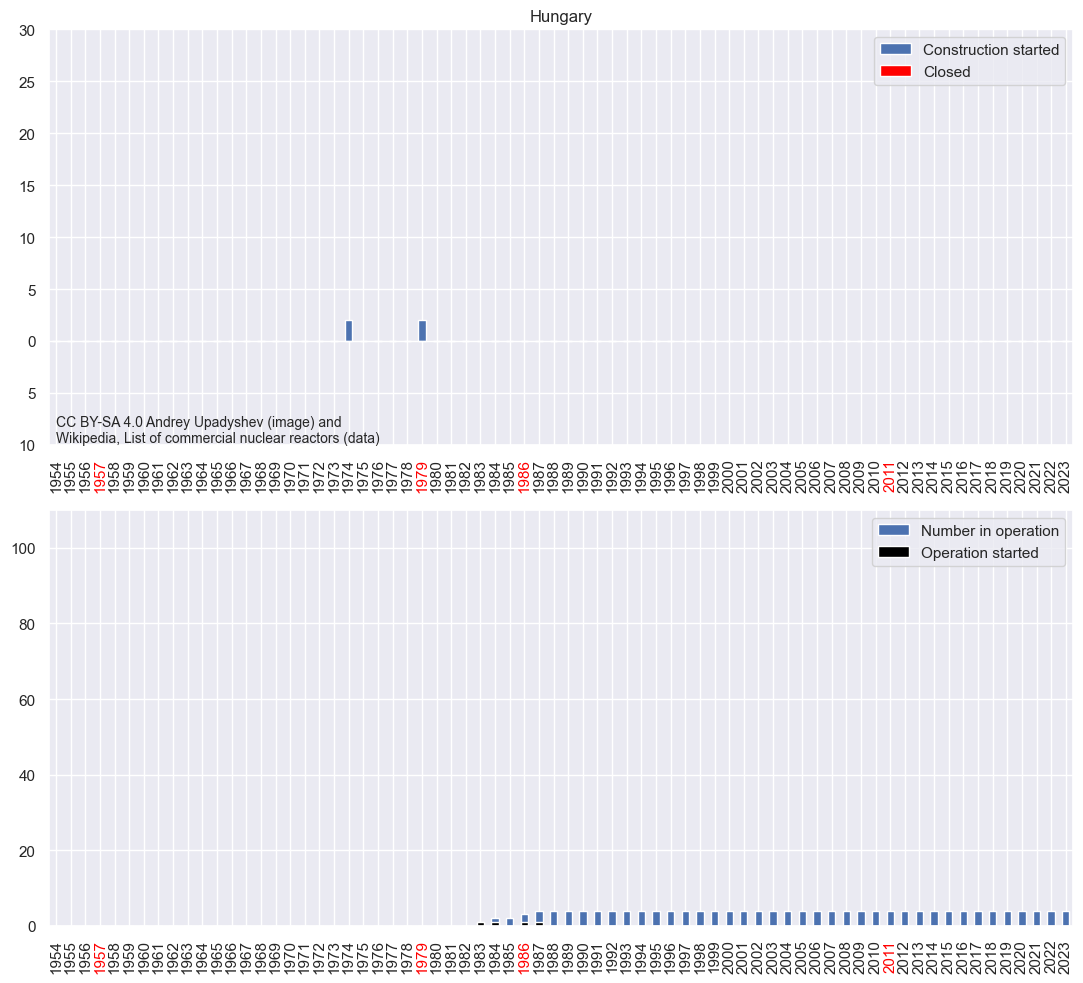 Hungary
30
25
20
15
10
5
0
5
10
Construction started
Closed
CC BY-SA 4.0 Andrey Upadyshev (image) and
Wikipedia, List of commercial nuclear reactors (data)
1954 1955 1956 1957 1958 1959 1960 1961 1962 1963 1964 1965 1966 1967 1968 1969 1970 1971 1972 1973 1974 1975 1976 1977 1978 1979 1980 1981 1982 1983 1984 1985 1986 1987 1988 1989 1990 1991 1992 1993 1994 1995 1996 1997 1998 1999 2000 2001 2002 2003 2004 2005 2006 2007 2008 2009 2010 2011 2012 2013 2014 2015 2016 2017 2018 2019 2020 2021 2022 2023
100
80
60
40
20
0
Number in operation
Operation started
1954 1955 1956 1957 1958 1959 1960 1961 1962 1963 1964 1965 1966 1967 1968 1969 1970 1971 1972 1973 1974 1975 1976 1977 1978 1979 1980 1981 1982 1983 1984 1985 1986 1987 1988 1989 1990 1991 1992 1993 1994 1995 1996 1997 1998 1999 2000 2001 2002 2003 2004 2005 2006 2007 2008 2009 2010 2011 2012 2013 2014 2015 2016 2017 2018 2019 2020 2021 2022 2023